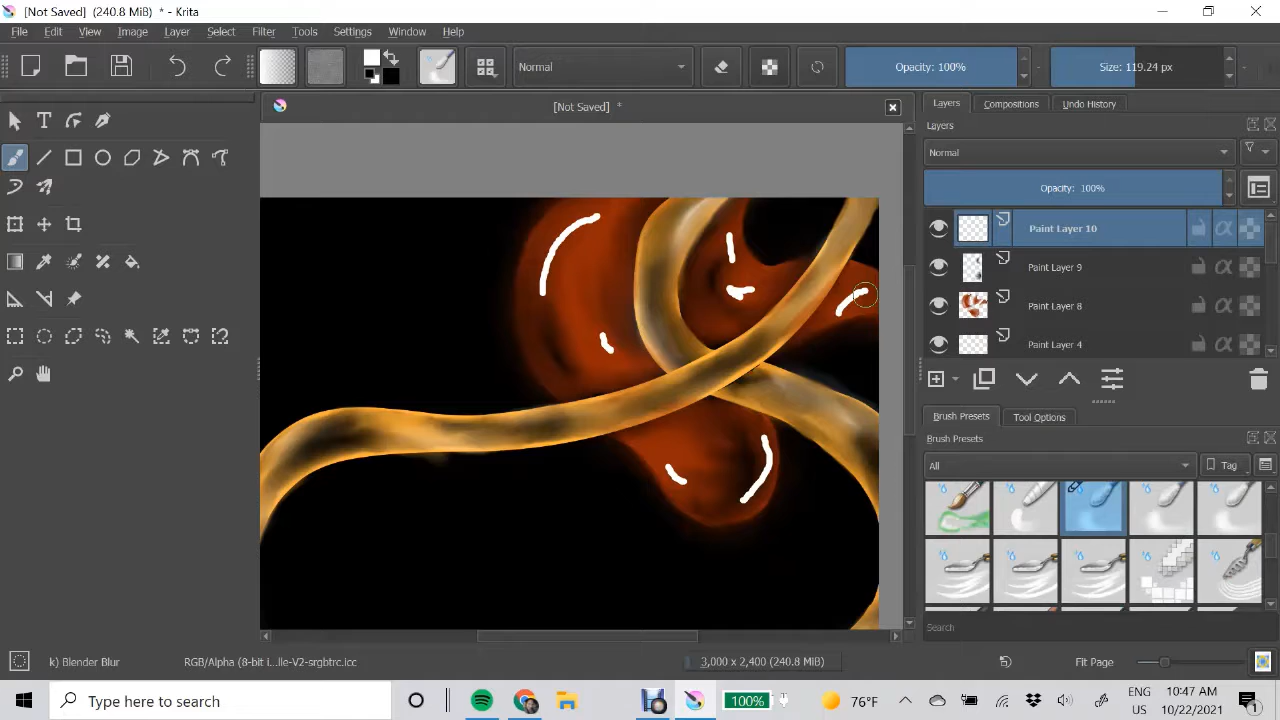 [Not Saved] (240.8 MiB) * - Krita
File Edit View Image Layer Select Filter Tools Settings Window Help
Normal
Opacity: 100%
Size: 119.24 px
[Not Saved] *
Layers Compositions Undo History
Layers
Normal
Opacity: 100%
Paint Layer 10
Paint Layer 9
Paint Layer 8
Paint Layer 4
Brush Presets Tool Options
Brush Presets
All
Tag
Search
k) Blender Blur
RGB/Alpha (8-bit i...lle-V2-srgbtrc.icc
3,000 x 2,400 (240.8 MiB)
Fit Page
Type here to search
100%
76°F
ENG
US
10:47 AM
10/22/2021
1